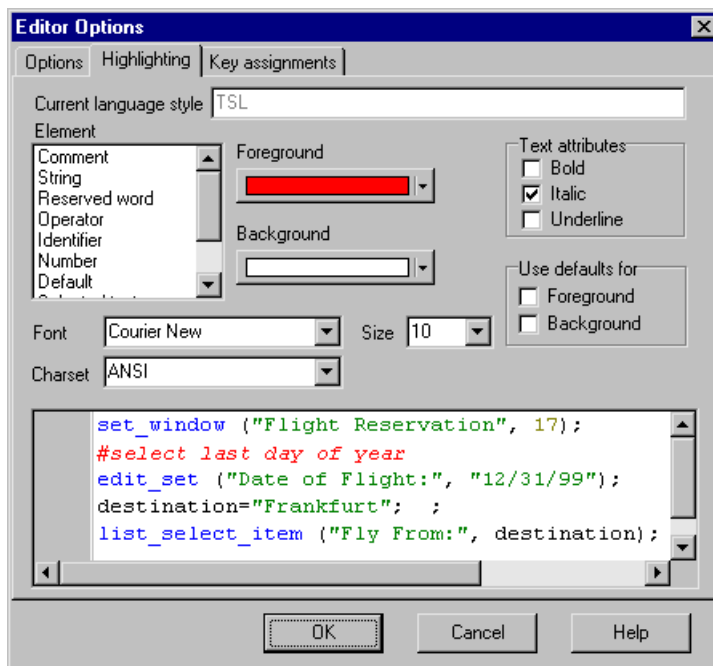 Editor Options
Options Highlighting Key assignments
Current language style TSL
Element
Comment
String
Reserved word
Operator
Identifier
Number
Default
Foreground
Background
Text attributes
Bold
Italic
Underline
Use defaults for
Foreground
Background
Font Courier New Size 10
Charset ANSI
set_window ("Flight Reservation", 17);
#select last day of year
edit_set ("Date of Flight:", "12/31/99");
destination="Frankfurt";  ;
list_select_item ("Fly From:", destination);
OK Cancel Help